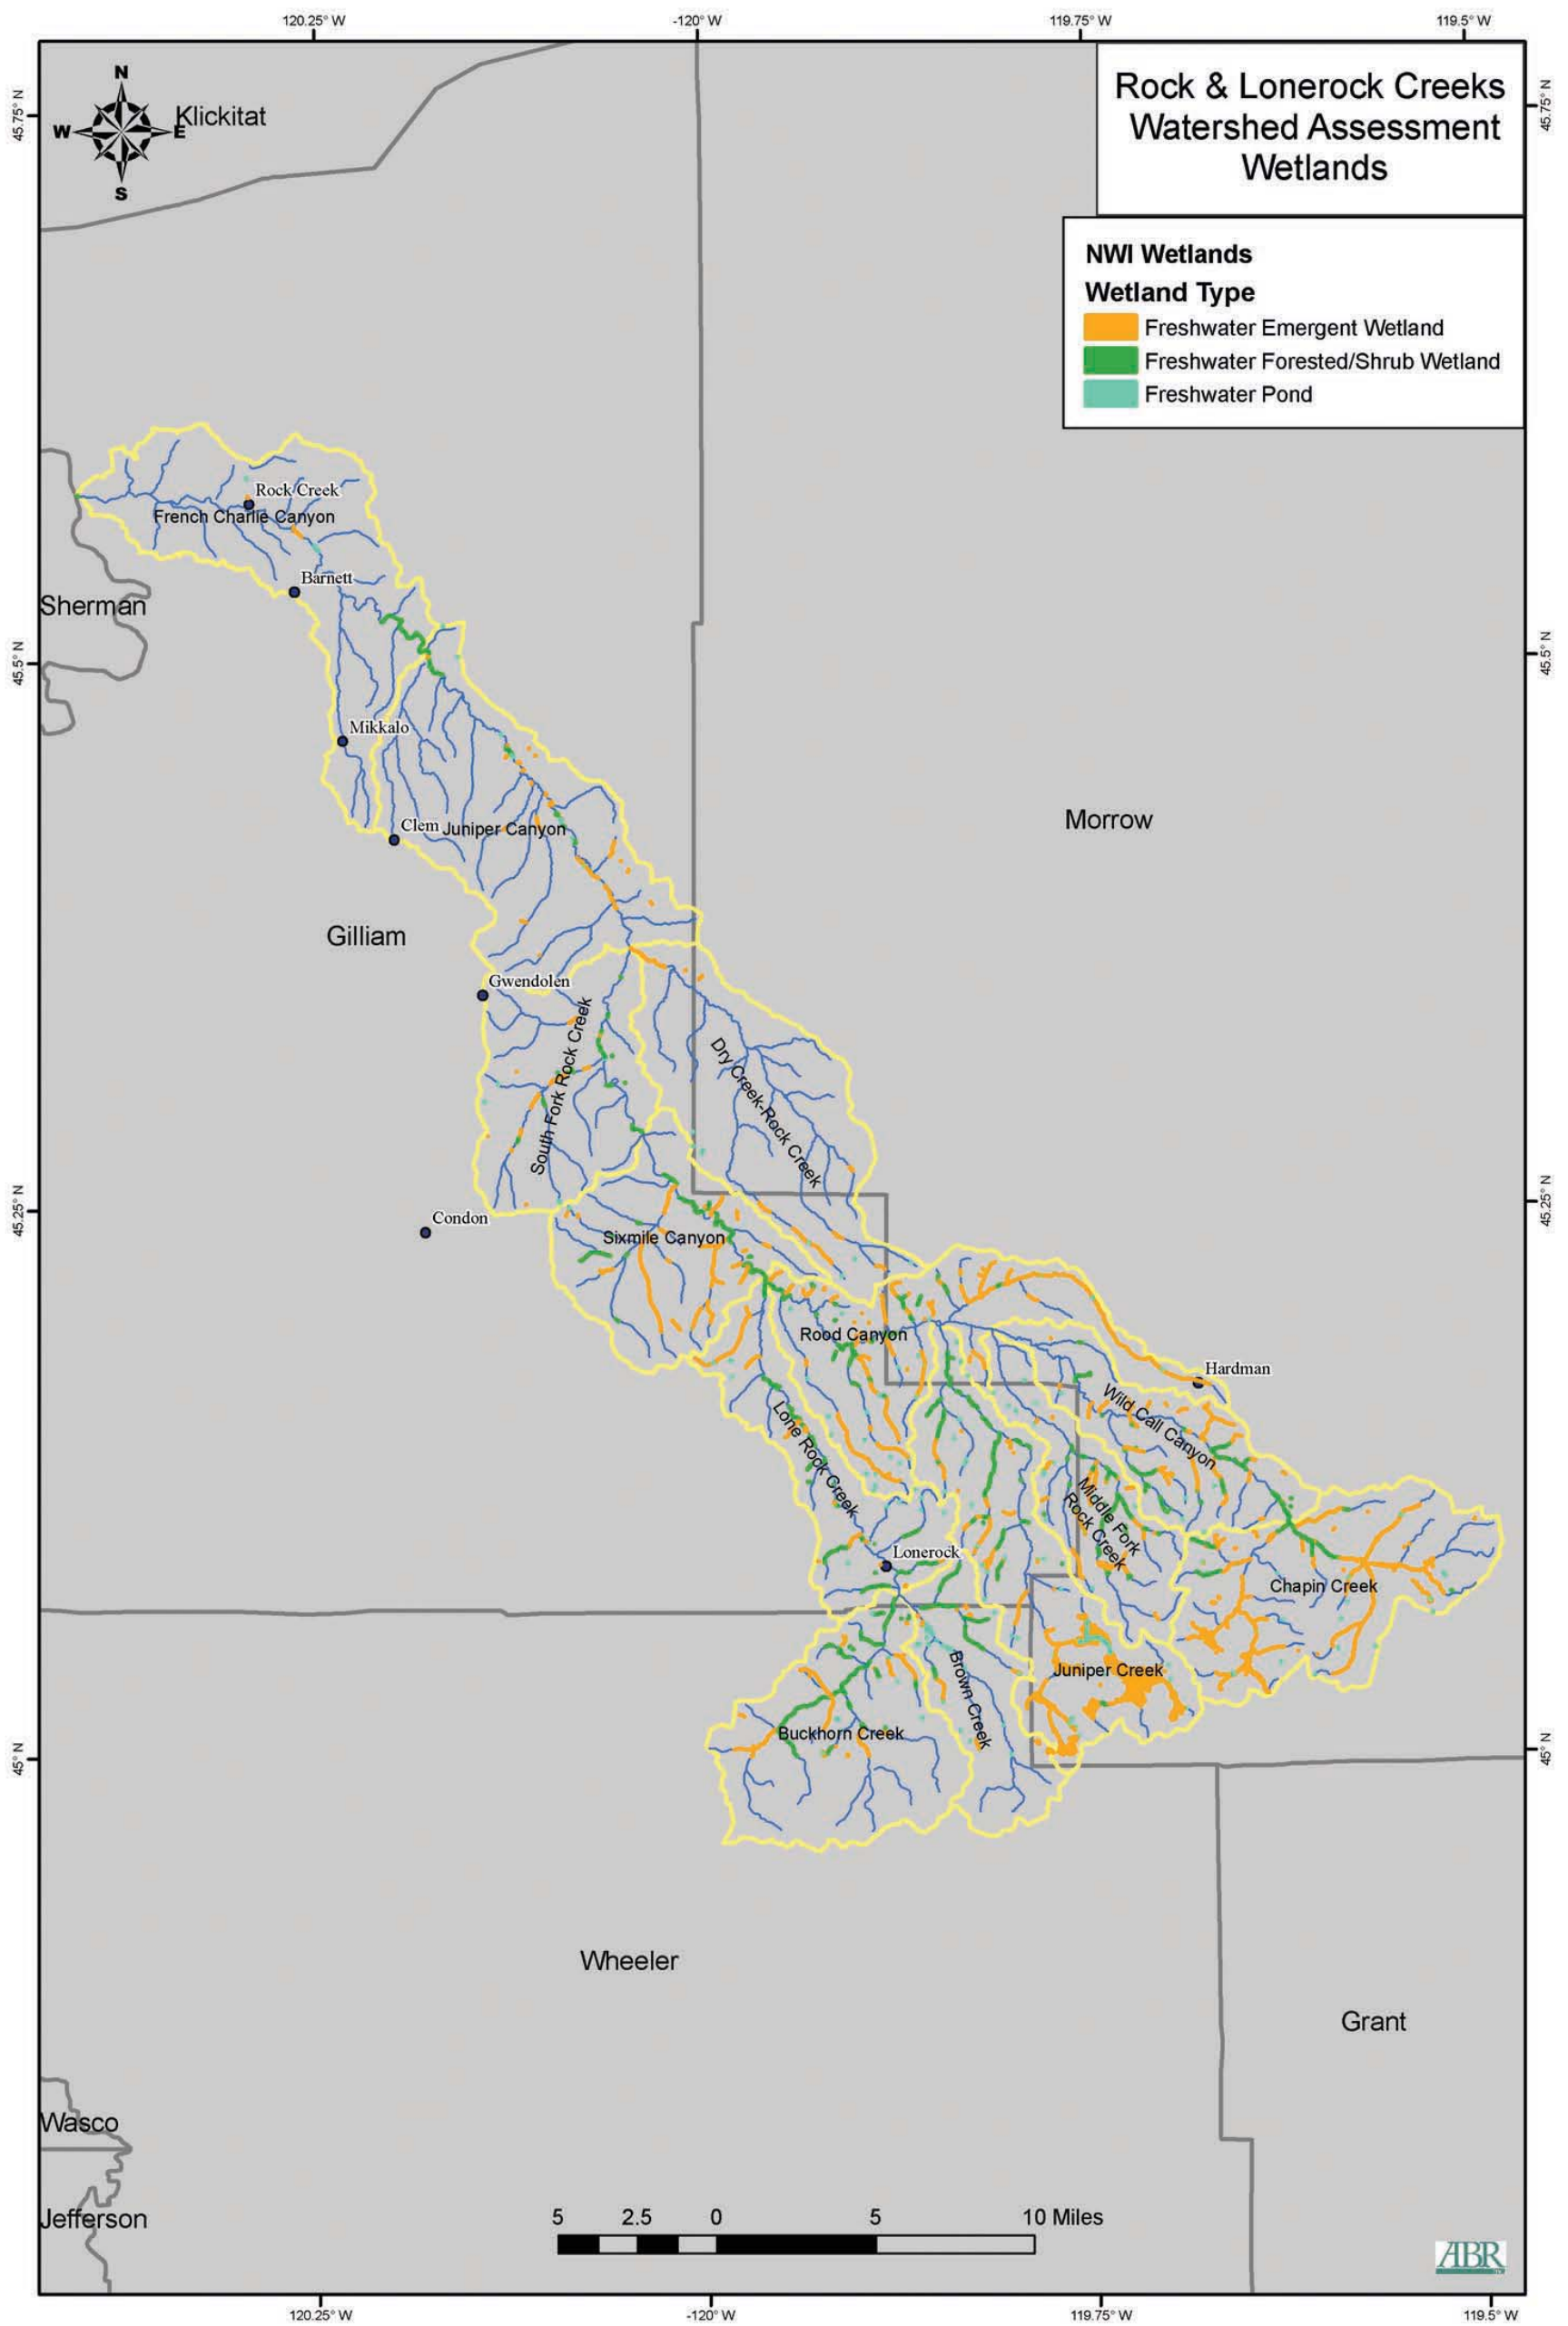 120.25° W
-120° W
119.75° W
119.5° W
45.75° N
45.75° N
N
W
E
S
Klickitat
Rock & Lonerock Creeks
Watershed Assessment
Wetlands
NWI Wetlands
Wetland Type
Freshwater Emergent Wetland
Freshwater Forested/Shrub Wetland
Freshwater Pond
Rock Creek
French Charlie Canyon
Barnett
Sherman
45.5° N
45.5° N
Mikkalo
Clem
Juniper Canyon
Morrow
Gilliam
Gwendolen
South Fork Rock Creek
Dry Creek-Rock Creek
45.25° N
45.25° N
Condon
Sixmile Canyon
Rood Canyon
Hardman
Wild Call Canyon
Lone Rock Creek
Middle Fork
Rock Creek
Lonerock
Chapin Creek
Juniper Creek
Brown Creek
Buckhorn Creek
45° N
45° N
Wheeler
Grant
Wasco
Jefferson
5
2.5
0
5
10 Miles
ABR
120.25° W
-120° W
119.75° W
119.5° W